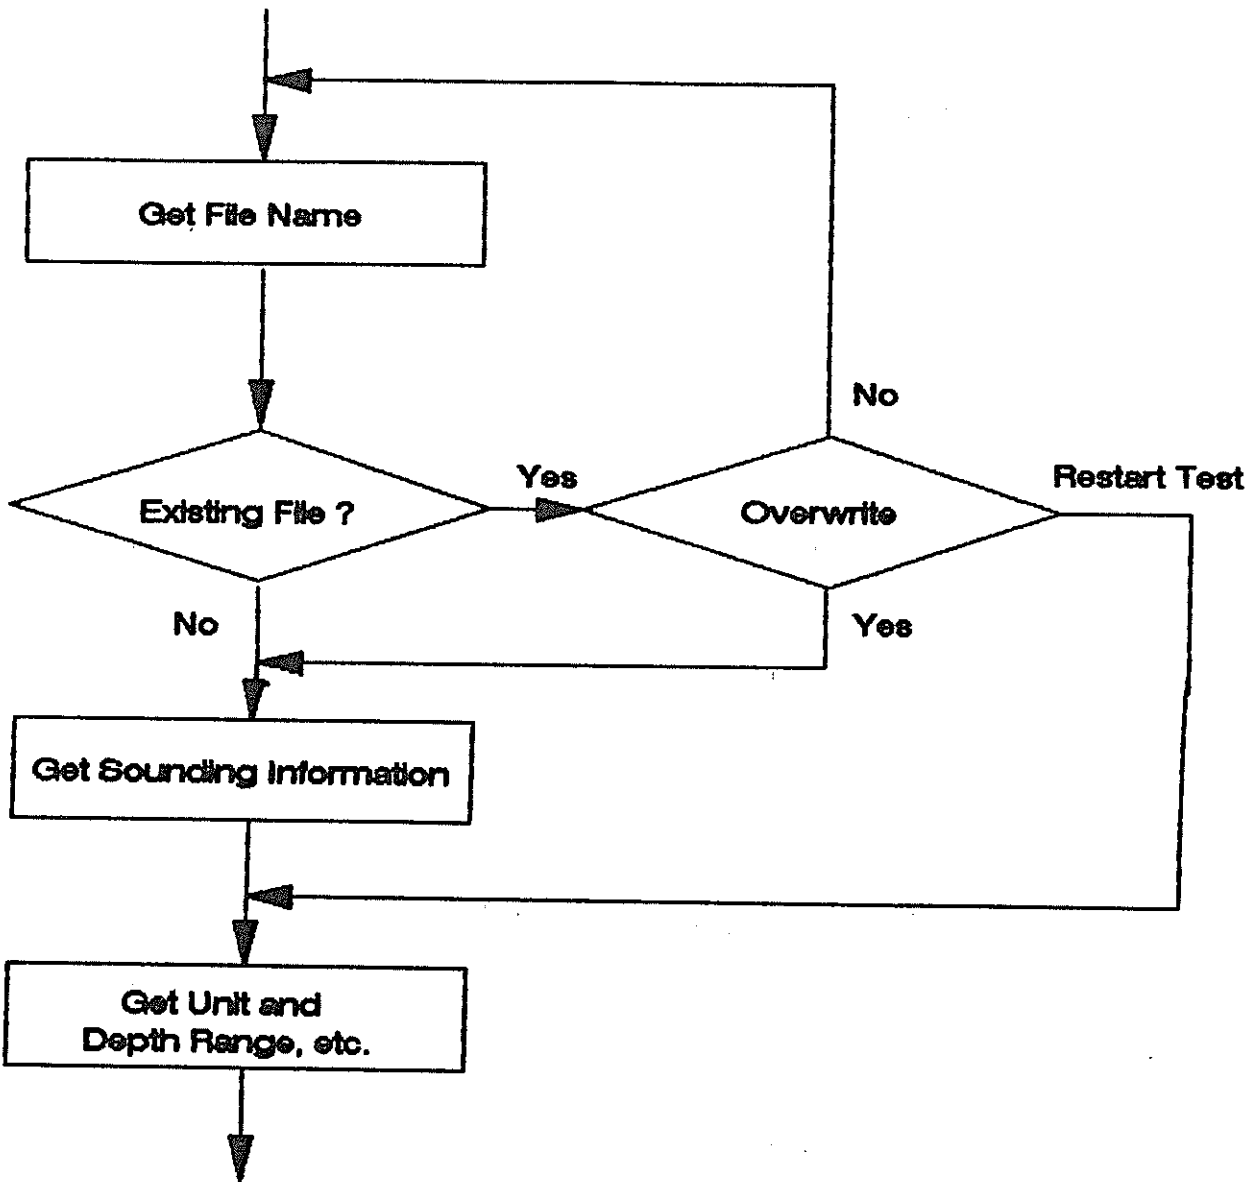 Get File Name
No
Yes
Restart Test
Existing File ?
Overwrite
No
Yes
Get Sounding Information
Get Unit and
Depth Range, etc.